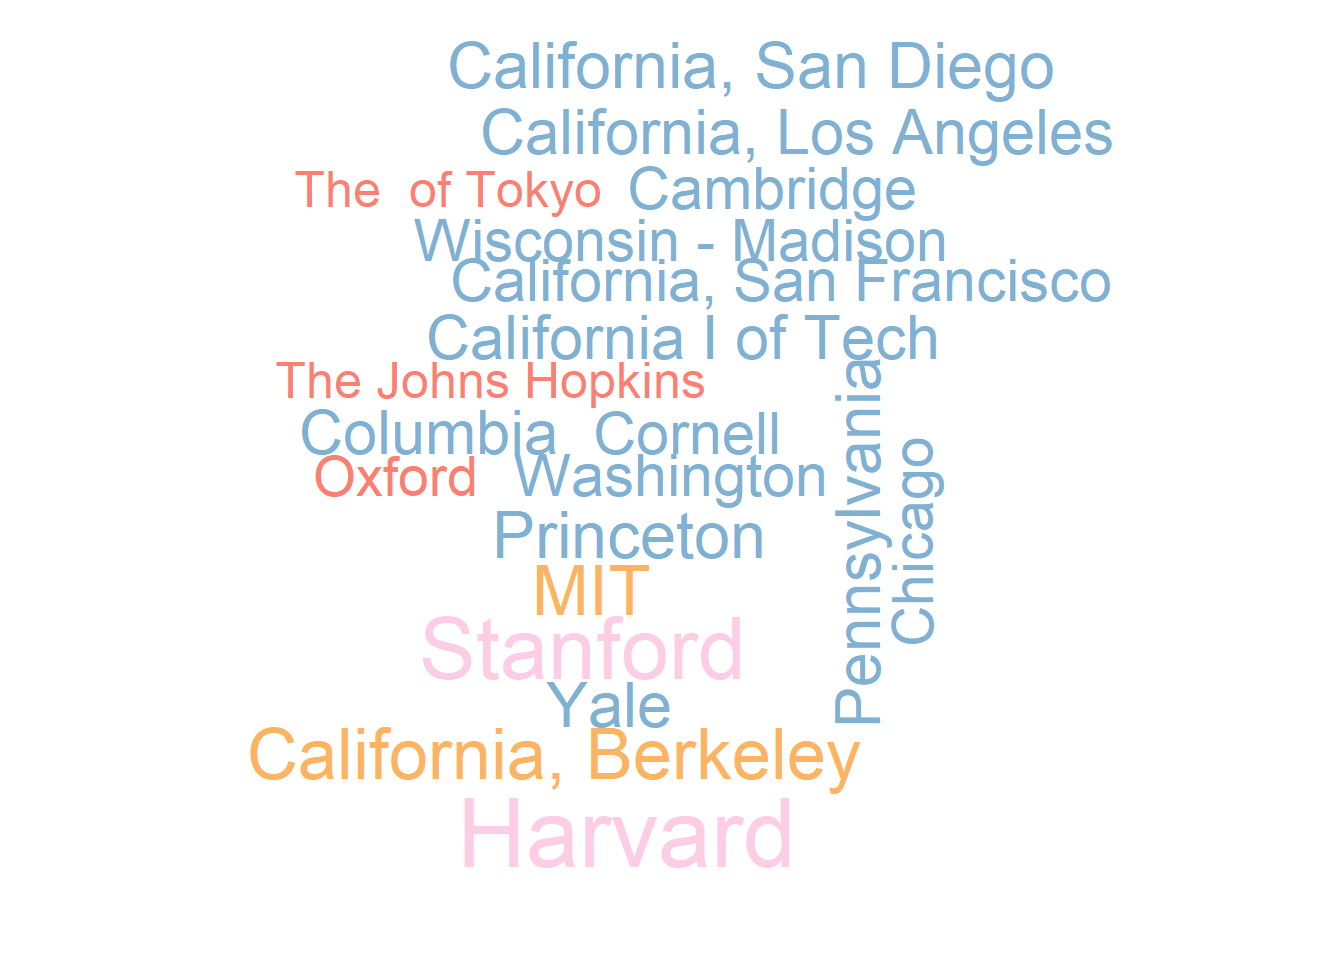 California, San Diego
California, Los Angeles
The  of Tokyo
Cambridge
Wisconsin - Madison
California, San Francisco
California I of Tech
The Johns Hopkins
Columbia
Cornell
Oxford
Washington
Pennsylvania
Chicago
Princeton
MIT
Stanford
Yale
California, Berkeley
Harvard